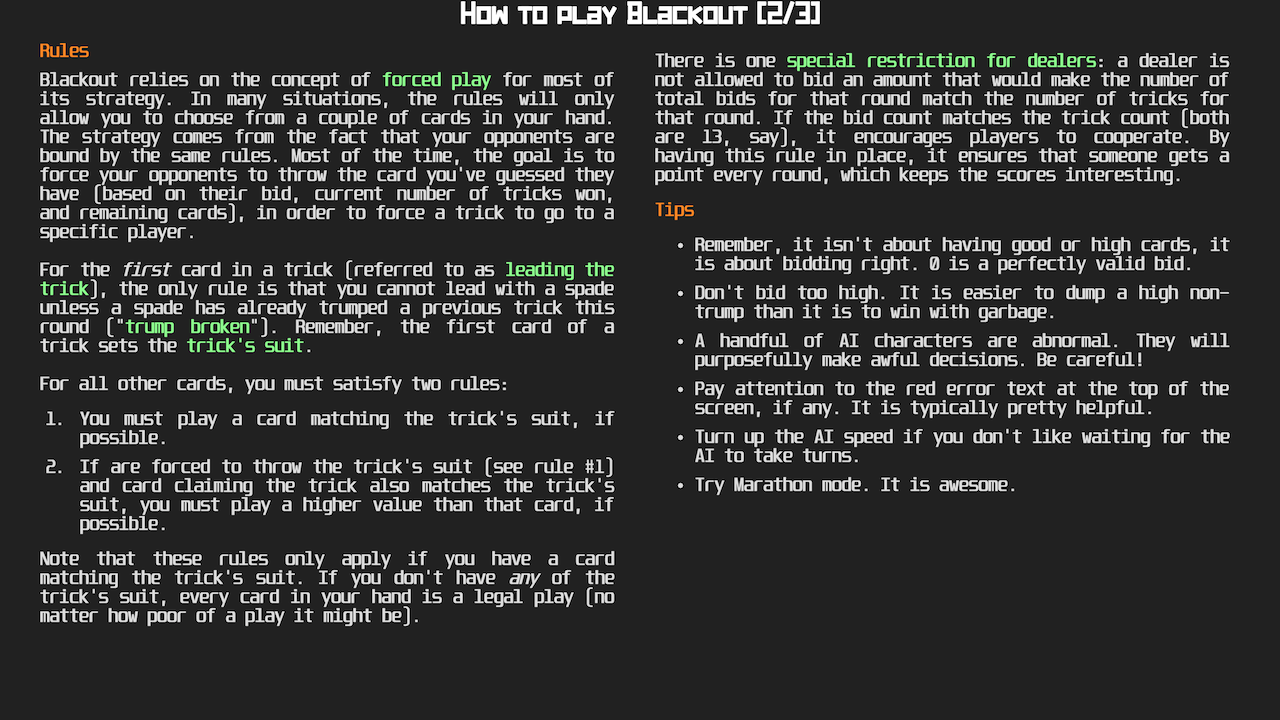 How to play Blackout [2/3]
Rules
Blackout relies on the concept of forced play for most of
its strategy. In many situations, the rules will only
allow you to choose from a couple of cards in your hand.
The strategy comes from the fact that your opponents are
bound by the same rules. Most of the time, the goal is to
force your opponents to throw the card you've guessed they
have (based on their bid, current number of tricks won,
and remaining cards), in order to force a trick to go to a
specific player.
For the first card in a trick (referred to as leading the
trick), the only rule is that you cannot lead with a spade
unless a spade has already trumped a previous trick this
round ("trump broken"). Remember, the first card of a
trick sets the trick's suit.
For all other cards, you must satisfy two rules:
1. You must play a card matching the trick's suit, if
possible.
2. If are forced to throw the trick's suit (see rule #1)
and card claiming the trick also matches the trick's
suit, you must play a higher value than that card, if
possible.
Note that these rules only apply if you have a card
matching the trick's suit. If you don't have any of the
trick's suit, every card in your hand is a legal play (no
matter how poor of a play it might be).
There is one special restriction for dealers: a dealer is
not allowed to bid an amount that would make the number of
total bids for that round match the number of tricks for
that round. If the bid count matches the trick count (both
are 13, say), it encourages players to cooperate. By
having this rule in place, it ensures that someone gets a
point every round, which keeps the scores interesting.
Tips
• Remember, it isn't about having good or high cards, it
is about bidding right. 0 is a perfectly valid bid.
• Don't bid too high. It is easier to dump a high non-
trump than it is to win with garbage.
• A handful of AI characters are abnormal. They will
purposefully make awful decisions. Be careful!
• Pay attention to the red error text at the top of the
screen, if any. It is typically pretty helpful.
• Turn up the AI speed if you don't like waiting for the
AI to take turns.
• Try Marathon mode. It is awesome.